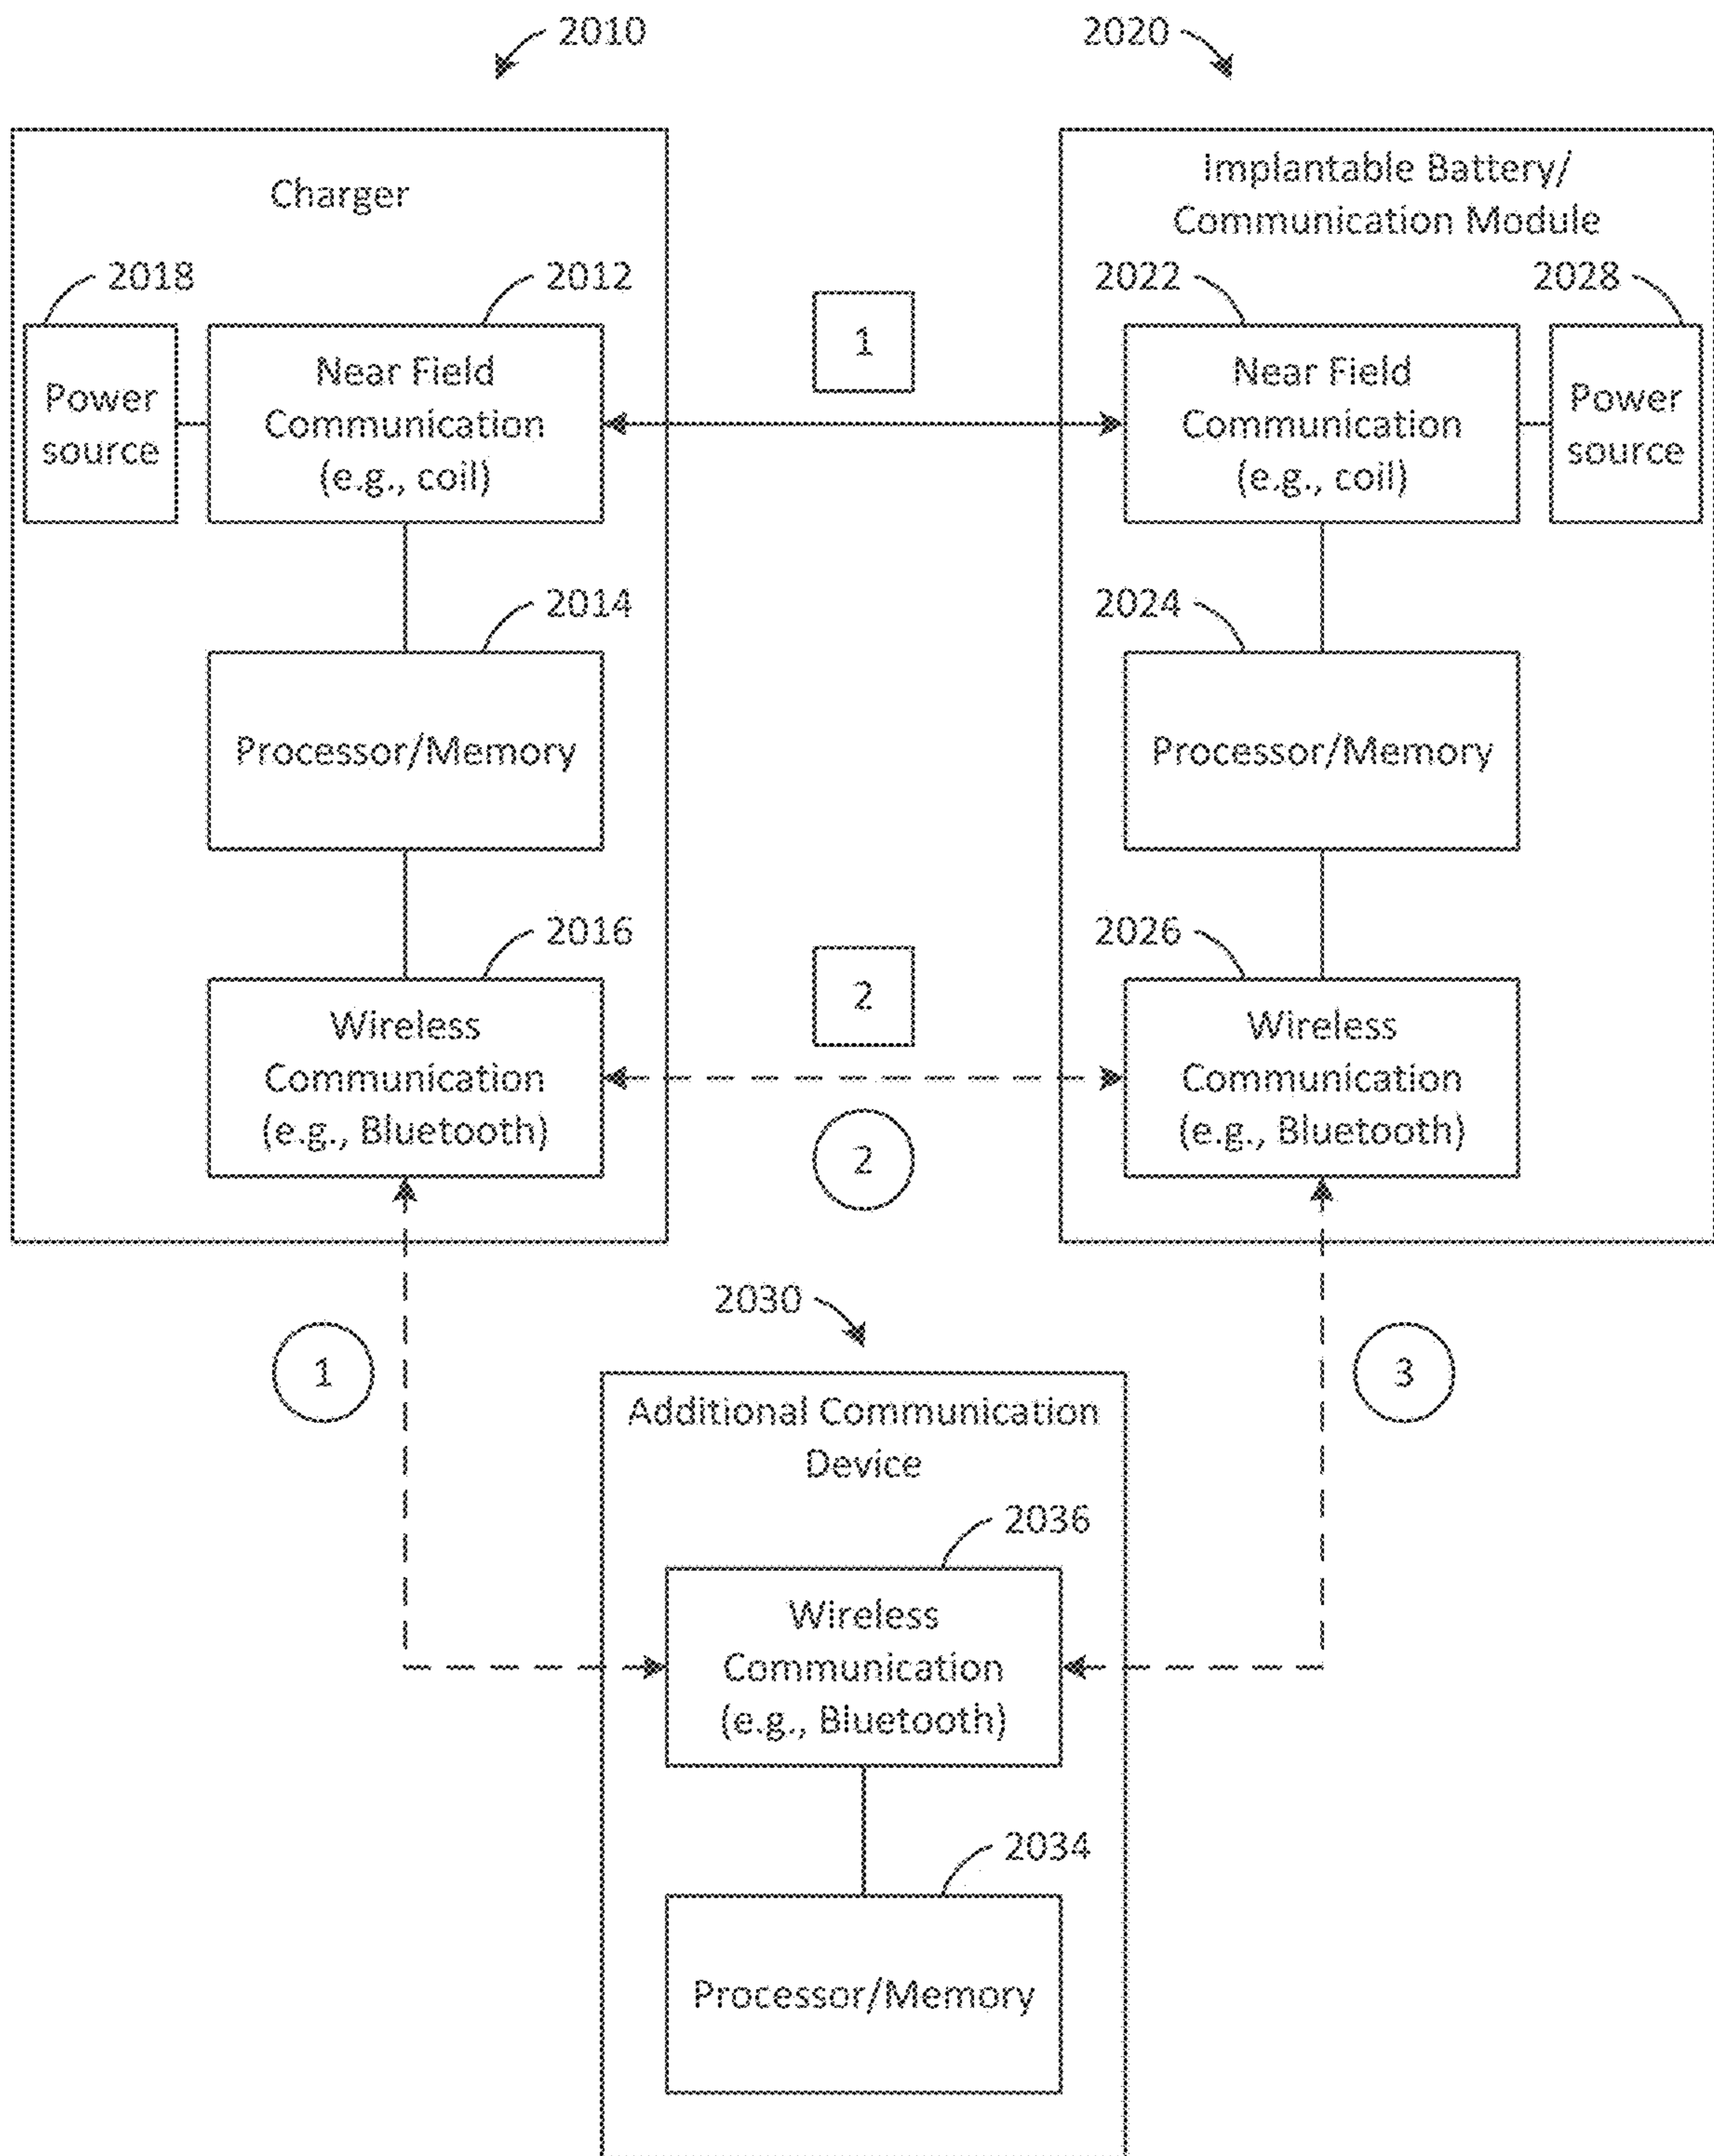 2010
2020
Charger
Implantable Battery/
Communication Module
2018
2012
2022
2028
Power
source
Near Field
Communication
(e.g., coil)
1
Near Field
Communication
(e.g., coil)
Power
source
2014
2024
Processor/Memory
Processor/Memory
2016
2026
Wireless
Communication
(e.g., Bluetooth)
2
2
Wireless
Communication
(e.g., Bluetooth)
2030
1
3
Additional Communication
Device
2036
Wireless
Communication
(e.g., Bluetooth)
2034
Processor/Memory